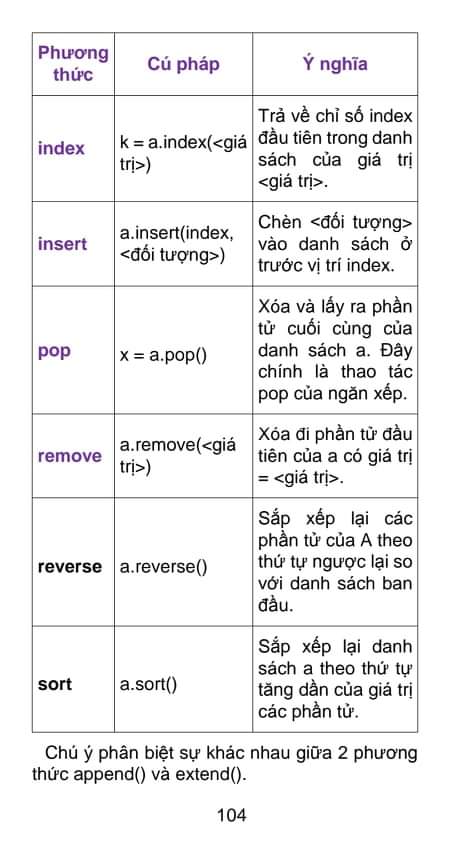 Phương thức
Cú pháp
Ý nghĩa
index
k = a.index(<giá
trị>)
Trả về chỉ số index
đầu tiên trong danh
sách của giá trị
<giá trị>.
insert
a.insert(index,
<đối tượng>)
Chèn <đối tượng>
vào danh sách ở
trước vị trí index.
pop
x = a.pop()
Xóa và lấy ra phần
tử cuối cùng của
danh sách a. Đây
chính là thao tác
pop của ngăn xếp.
remove
a.remove(<giá
trị>)
Xóa đi phần tử đầu
tiên của a có giá trị
= <giá trị>.
reverse
a.reverse()
Sắp xếp lại các
phần tử của A theo
thứ tự ngược lại so
với danh sách ban
đầu.
sort
a.sort()
Sắp xếp lại danh
sách a theo thứ tự
tăng dần của giá trị
các phần tử.
Chú ý phân biệt sự khác nhau giữa 2 phương
thức append() và extend().
104